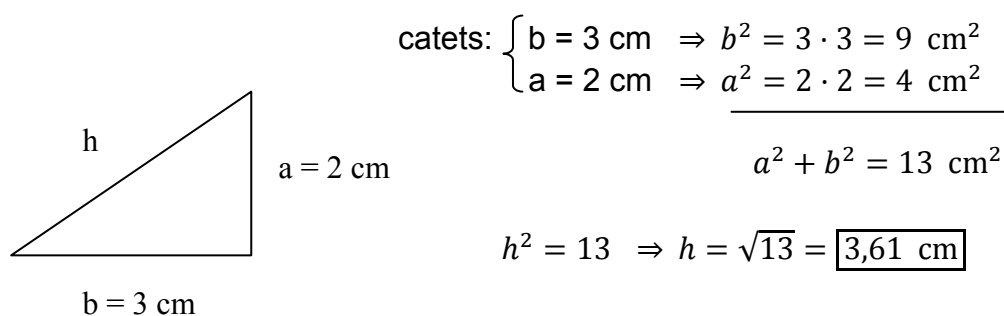 catets: { b = 3 cm ⇒ b² = 3 · 3 = 9 cm²
a = 2 cm ⇒ a² = 2 · 2 = 4 cm²
h
a = 2 cm
a² + b² = 13 cm²
h² = 13 ⇒ h = √13 = 3,61 cm
b = 3 cm